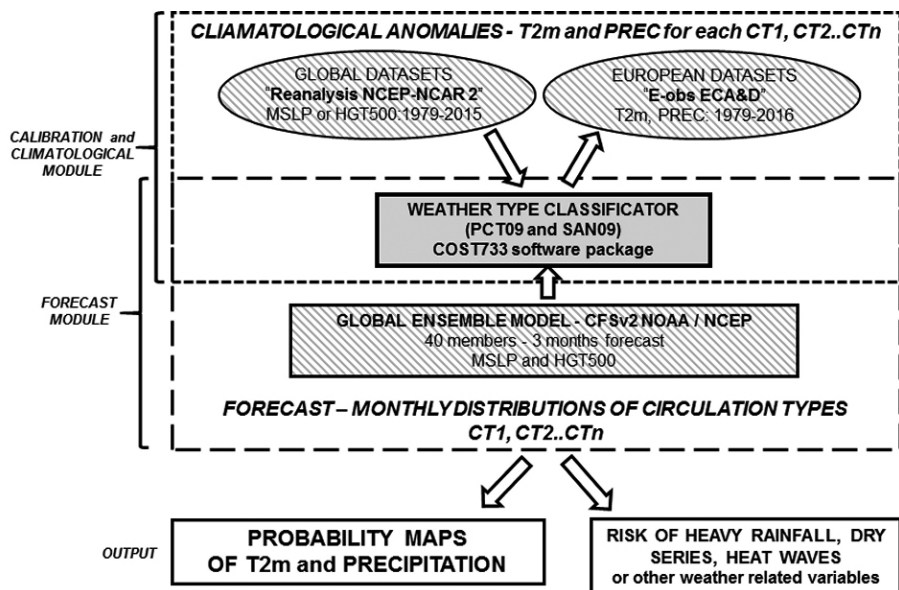 CLIAMATOLOGICAL ANOMALIES - T2m and PREC for each CT1, CT2..CTn
GLOBAL DATASETS
"Reanalysis NCEP-NCAR 2"
MSLP or HGT500:1979-2015
EUROPEAN DATASETS
"E-obs ECA&D"
T2m, PREC: 1979-2016
CALIBRATION and
CLIMATOLOGICAL
MODULE
WEATHER TYPE CLASSIFICATOR
(PCT09 and SAN09)
COST733 software package
FORECAST
MODULE
GLOBAL ENSEMBLE MODEL - CFSv2 NOAA / NCEP
40 members - 3 months forecast
MSLP and HGT500
FORECAST – MONTHLY DISTRIBUTIONS OF CIRCULATION TYPES
CT1, CT2..CTn
OUTPUT
PROBABILITY MAPS
OF T2m and PRECIPITATION
RISK OF HEAVY RAINFALL, DRY
SERIES, HEAT WAVES
or other weather related variables